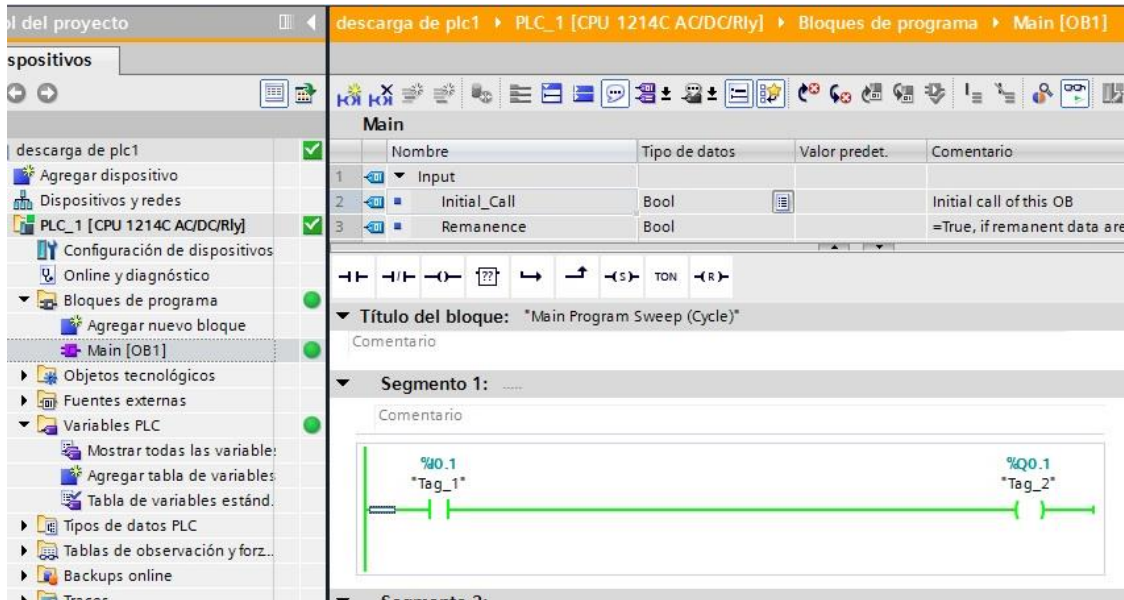 ol del proyecto
spositivos
descarga de plc1
Agregar dispositivo
Dispositivos y redes
PLC_1 [CPU 1214C AC/DC/Rly]
Configuración de dispositivos
Online y diagnóstico
Bloques de programa
Agregar nuevo bloque
Main [OB1]
Objetos tecnológicos
Fuentes externas
Variables PLC
Mostrar todas las variables
Agregar tabla de variables
Tabla de variables estánd.
Tipos de datos PLC
Tablas de observación y forz...
Backups online
Traces
descarga de plc1 PLC_1 [CPU 1214C AC/DC/Rly] Bloques de programa Main [OB1]
Main
Nombre Tipo de datos Valor predet. Comentario
1 Input
2 Initial_Call Bool Initial call of this OB
3 Remanence Bool =True, if remanent data are
?? S TON R
Título del bloque: "Main Program Sweep (Cycle)"
Comentario
Segmento 1: .....
Comentario
%I0.1 %Q0.1
"Tag_1" "Tag_2"
Segmento 2: